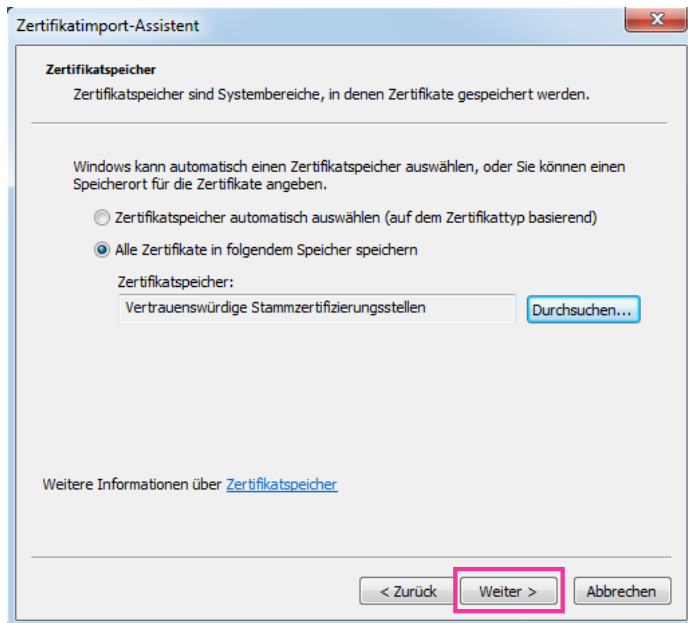 Zertifikatimport-Assistent
Zertifikatspeicher
Zertifikatspeicher sind Systembereiche, in denen Zertifikate gespeichert werden.
Windows kann automatisch einen Zertifikatspeicher auswählen, oder Sie können einen
Speicherort für die Zertifikate angeben.
Zertifikatspeicher automatisch auswählen (auf dem Zertifikattyp basierend)
Alle Zertifikate in folgendem Speicher speichern
Zertifikatspeicher:
Vertrauenswürdige Stammzertifizierungsstellen Durchsuchen...
Weitere Informationen über Zertifikatspeicher
< Zurück Weiter > Abbrechen